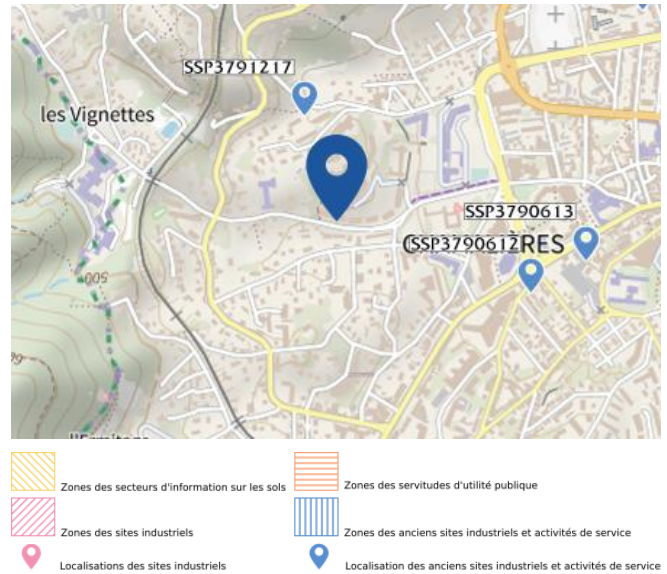 SSP3791217
les Vignettes
SSP3790613
SSP3790612
RES
500
Zones des secteurs d'information sur les sols
Zones des servitudes d'utilité publique
Zones des sites industriels
Zones des anciens sites industriels et activités de service
Localisations des sites industriels
Localisation des anciens sites industriels et activités de service